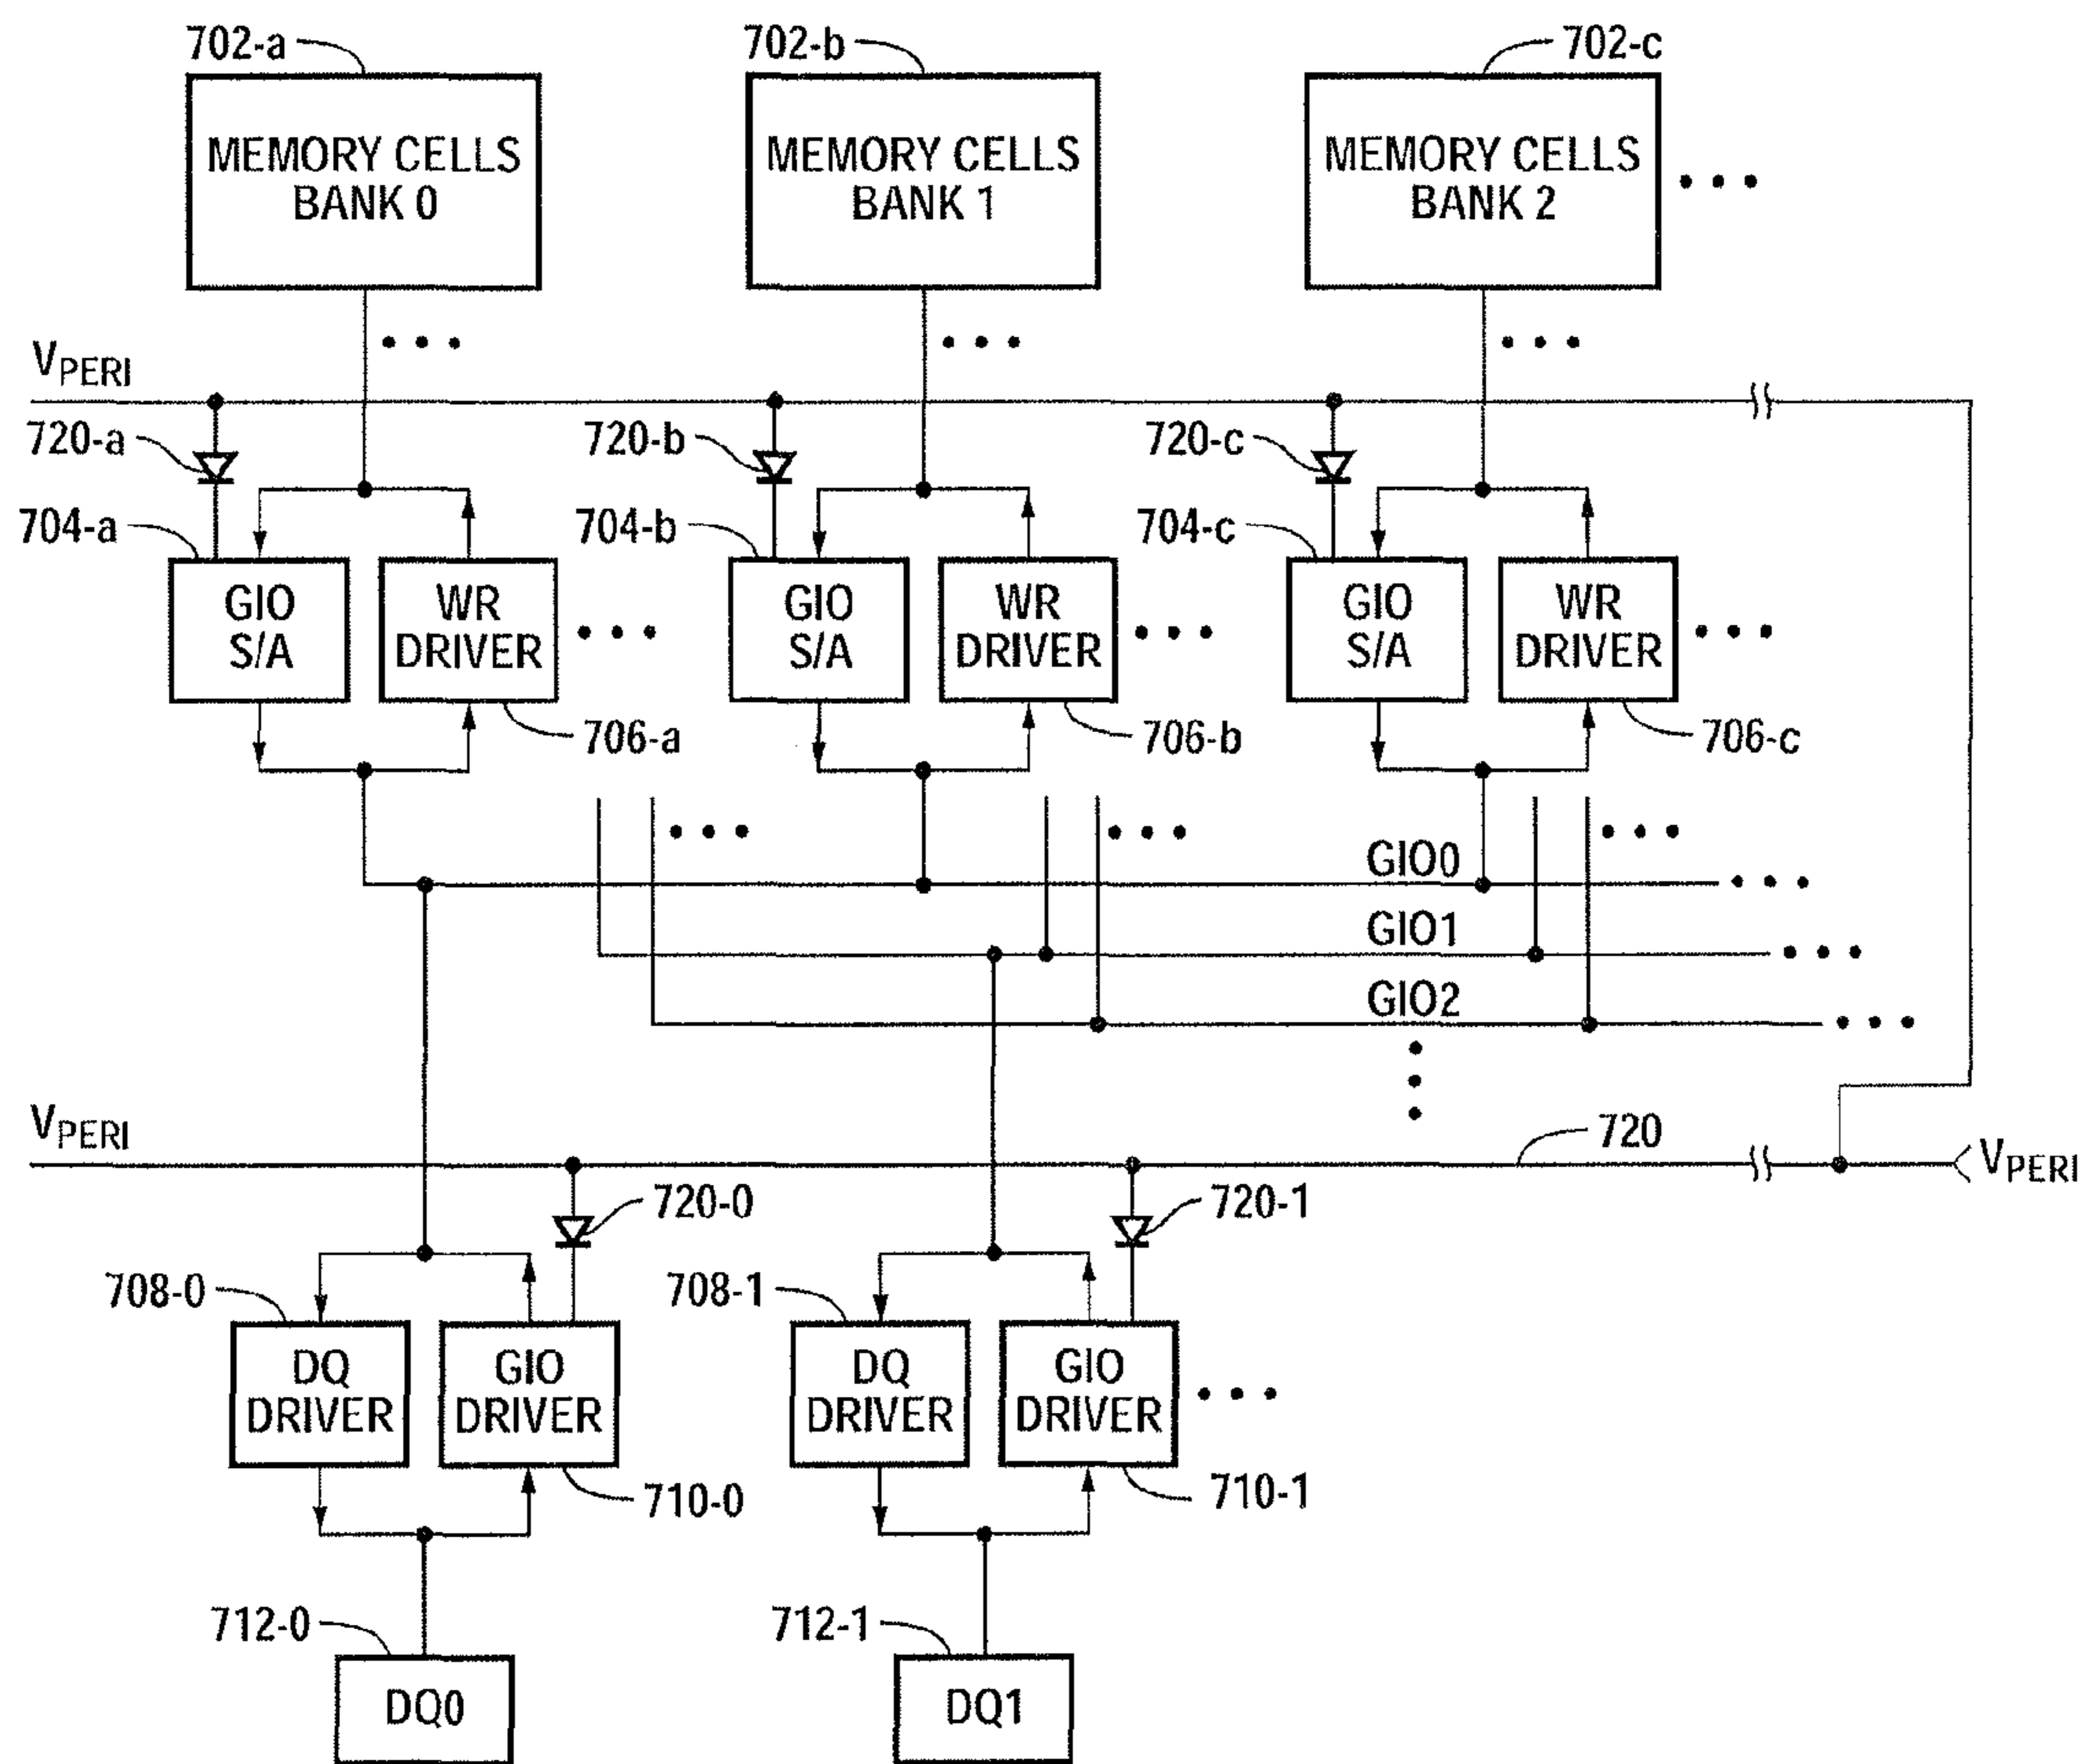 702-a
702-b
702-c
MEMORY CELLS
BANK 0
MEMORY CELLS
BANK 1
MEMORY CELLS
BANK 2
VPERI
720-a
720-b
720-c
704-a
704-b
704-c
GIO
S/A
WR
DRIVER
GIO
S/A
WR
DRIVER
GIO
S/A
WR
DRIVER
706-a
706-b
706-c
GIO0
GIO1
GIO2
VPERI
720
VPERI
720-0
720-1
708-0
708-1
DQ
DRIVER
GIO
DRIVER
DQ
DRIVER
GIO
DRIVER
710-0
710-1
712-0
712-1
DQ0
DQ1